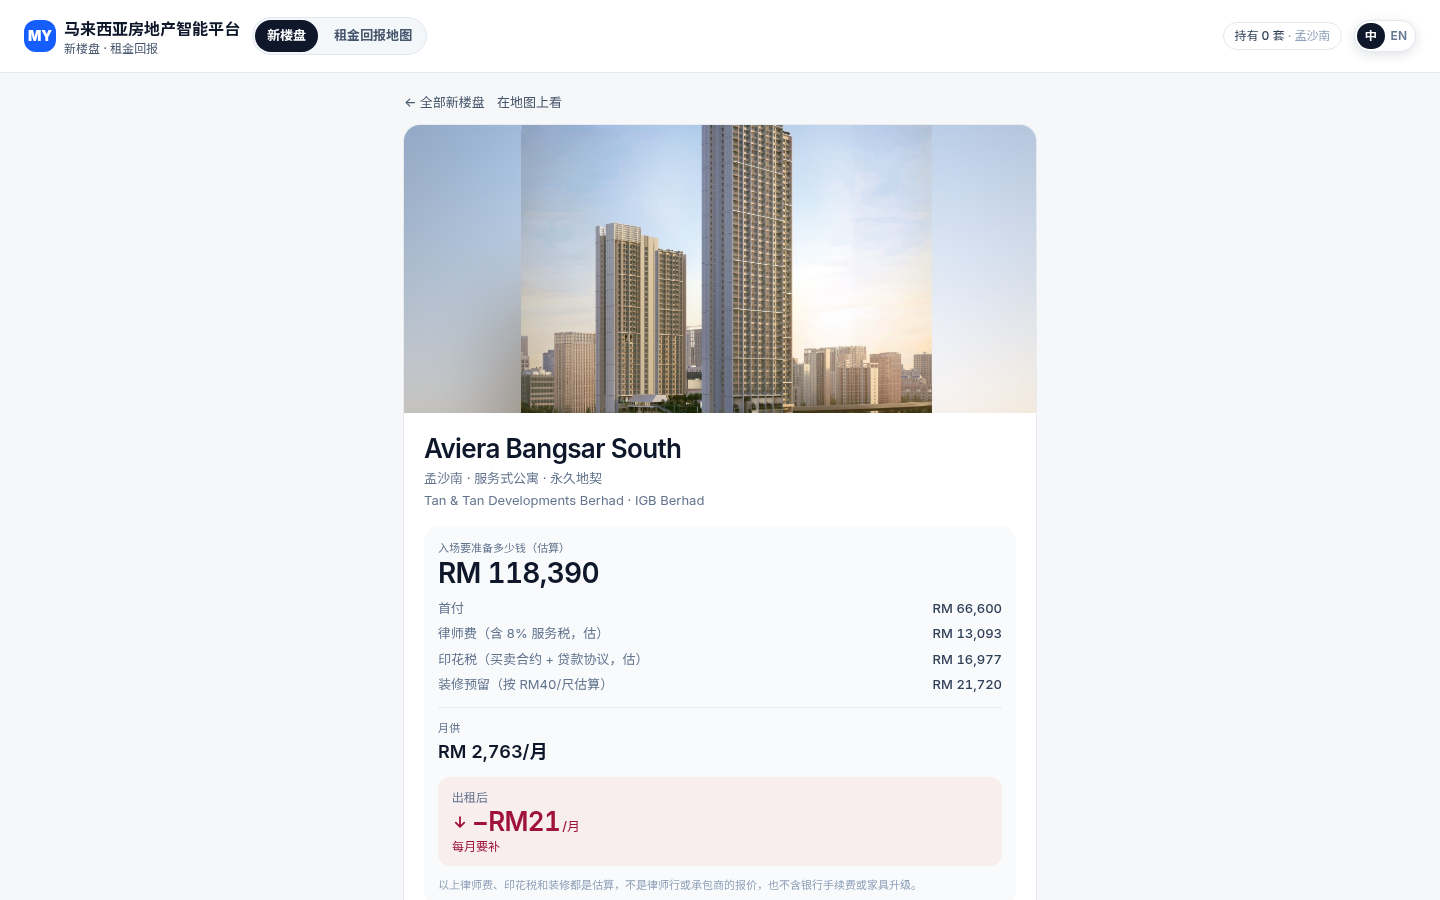 MY
马来西亚房地产智能平台
新楼盘 · 租金回报
新楼盘
租金回报地图
持有 0 套 · 孟沙南
中
EN
← 全部新楼盘
在地图上看
Aviera Bangsar South
孟沙南 · 服务式公寓 · 永久地契
Tan & Tan Developments Berhad · IGB Berhad
入场要准备多少钱（估算）
RM 118,390
首付
RM 66,600
律师费（含 8% 服务税，估）
RM 13,093
印花税（买卖合约 + 贷款协议，估）
RM 16,977
装修预留（按 RM40/尺估算）
RM 21,720
月供
RM 2,763/月
出租后
↓ −RM21/月
每月要补
以上律师费、印花税和装修都是估算，不是律师行或承包商的报价，也不含银行手续费或家具升级。